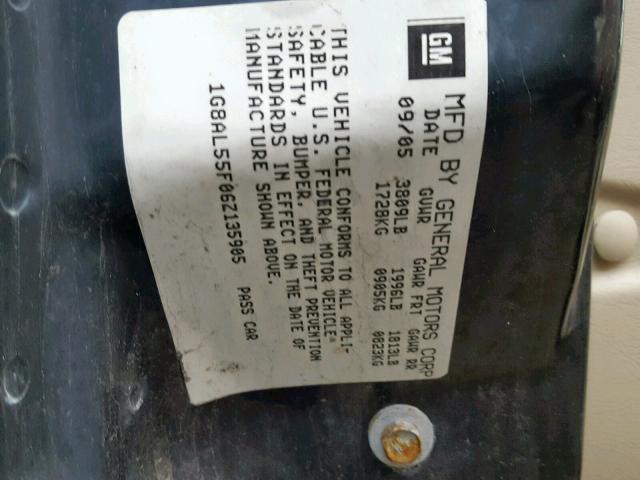 GM MFD BY GENERAL MOTORS CORP
DATE GVWR GAWR FRT GAWR RR
09/05 3809LB 1996LB 1813LB
1728KG 0905KG 0823KG
THIS VEHICLE CONFORMS TO ALL APPLI-
CABLE U.S. FEDERAL MOTOR VEHICLE
SAFETY, BUMPER, AND THEFT PREVENTION
STANDARDS IN EFFECT ON THE DATE OF
MANUFACTURE SHOWN ABOVE.
1G8AL55F06Z135905 PASS CAR